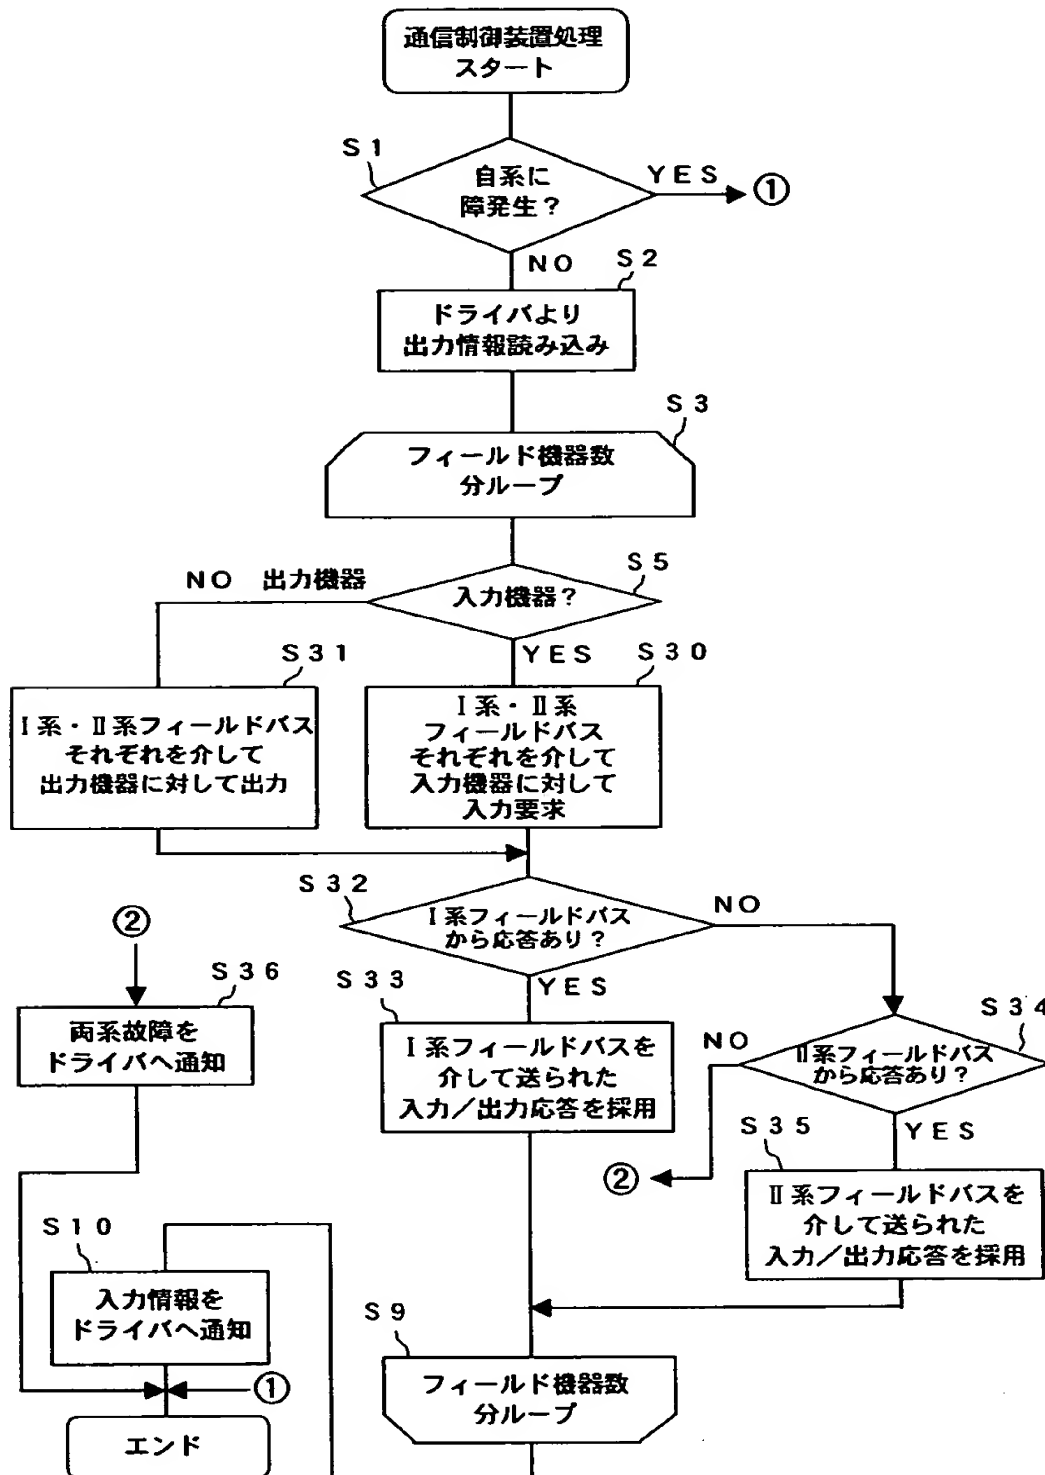 通信制御装置処理
スタート
S1
自系に
障発生？
YES
①
NO
S2
ドライバより
出力情報読み込み
S3
フィールド機器数
分ループ
S5
NO 出力機器
入力機器？
YES
S31
Ⅰ系・Ⅱ系フィールドバス
それぞれを介して
出力機器に対して出力
S30
Ⅰ系・Ⅱ系
フィールドバス
それぞれを介して
入力機器に対して
入力要求
S32
Ⅰ系フィールドバス
から応答あり？
NO
YES
S33
Ⅰ系フィールドバスを
介して送られた
入力／出力応答を採用
S34
Ⅱ系フィールドバス
から応答あり？
NO
②
YES
S35
Ⅱ系フィールドバスを
介して送られた
入力／出力応答を採用
②
S36
両系故障を
ドライバへ通知
S9
フィールド機器数
分ループ
S10
入力情報を
ドライバへ通知
①
エンド